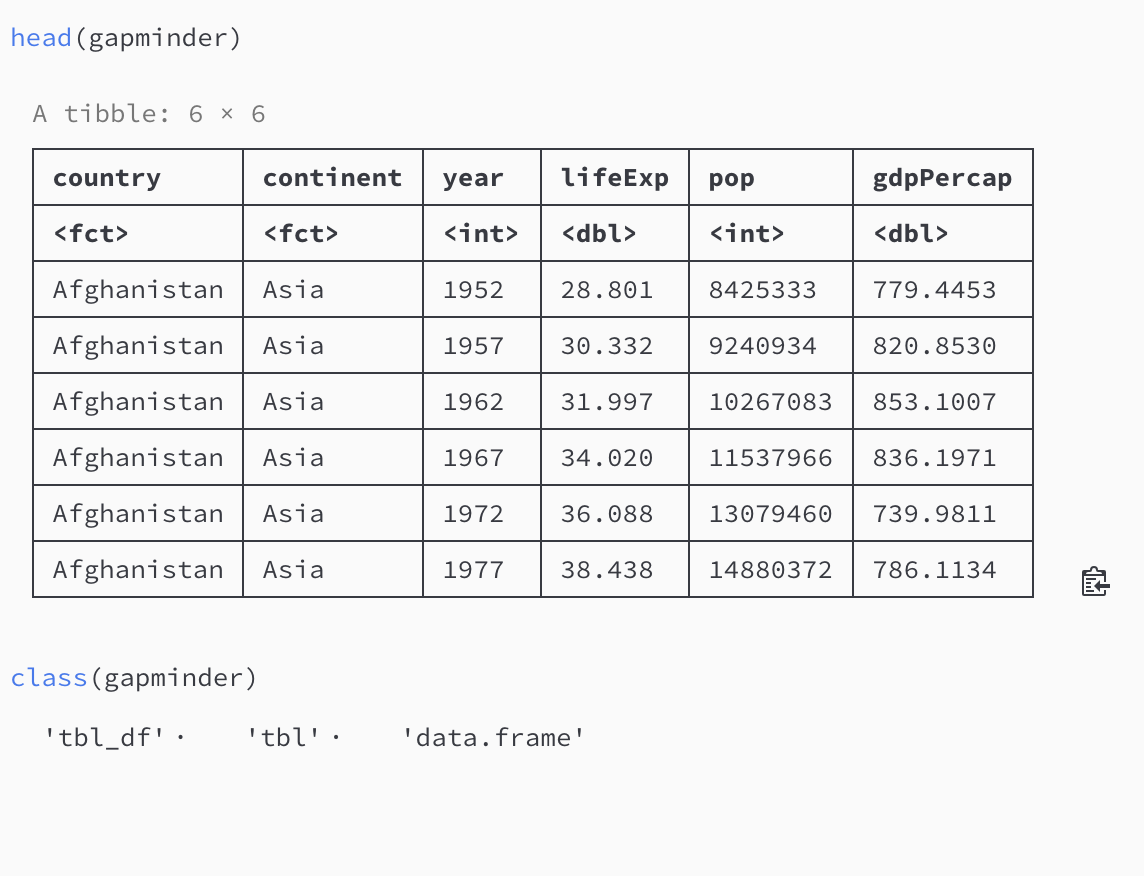 head(gapminder)
A tibble: 6 × 6
country continent year lifeExp pop gdpPercap
<fct> <fct> <int> <dbl> <int> <dbl>
Afghanistan Asia 1952 28.801 8425333 779.4453
Afghanistan Asia 1957 30.332 9240934 820.8530
Afghanistan Asia 1962 31.997 10267083 853.1007
Afghanistan Asia 1967 34.020 11537966 836.1971
Afghanistan Asia 1972 36.088 13079460 739.9811
Afghanistan Asia 1977 38.438 14880372 786.1134
class(gapminder)
'tbl_df' · 'tbl' · 'data.frame'